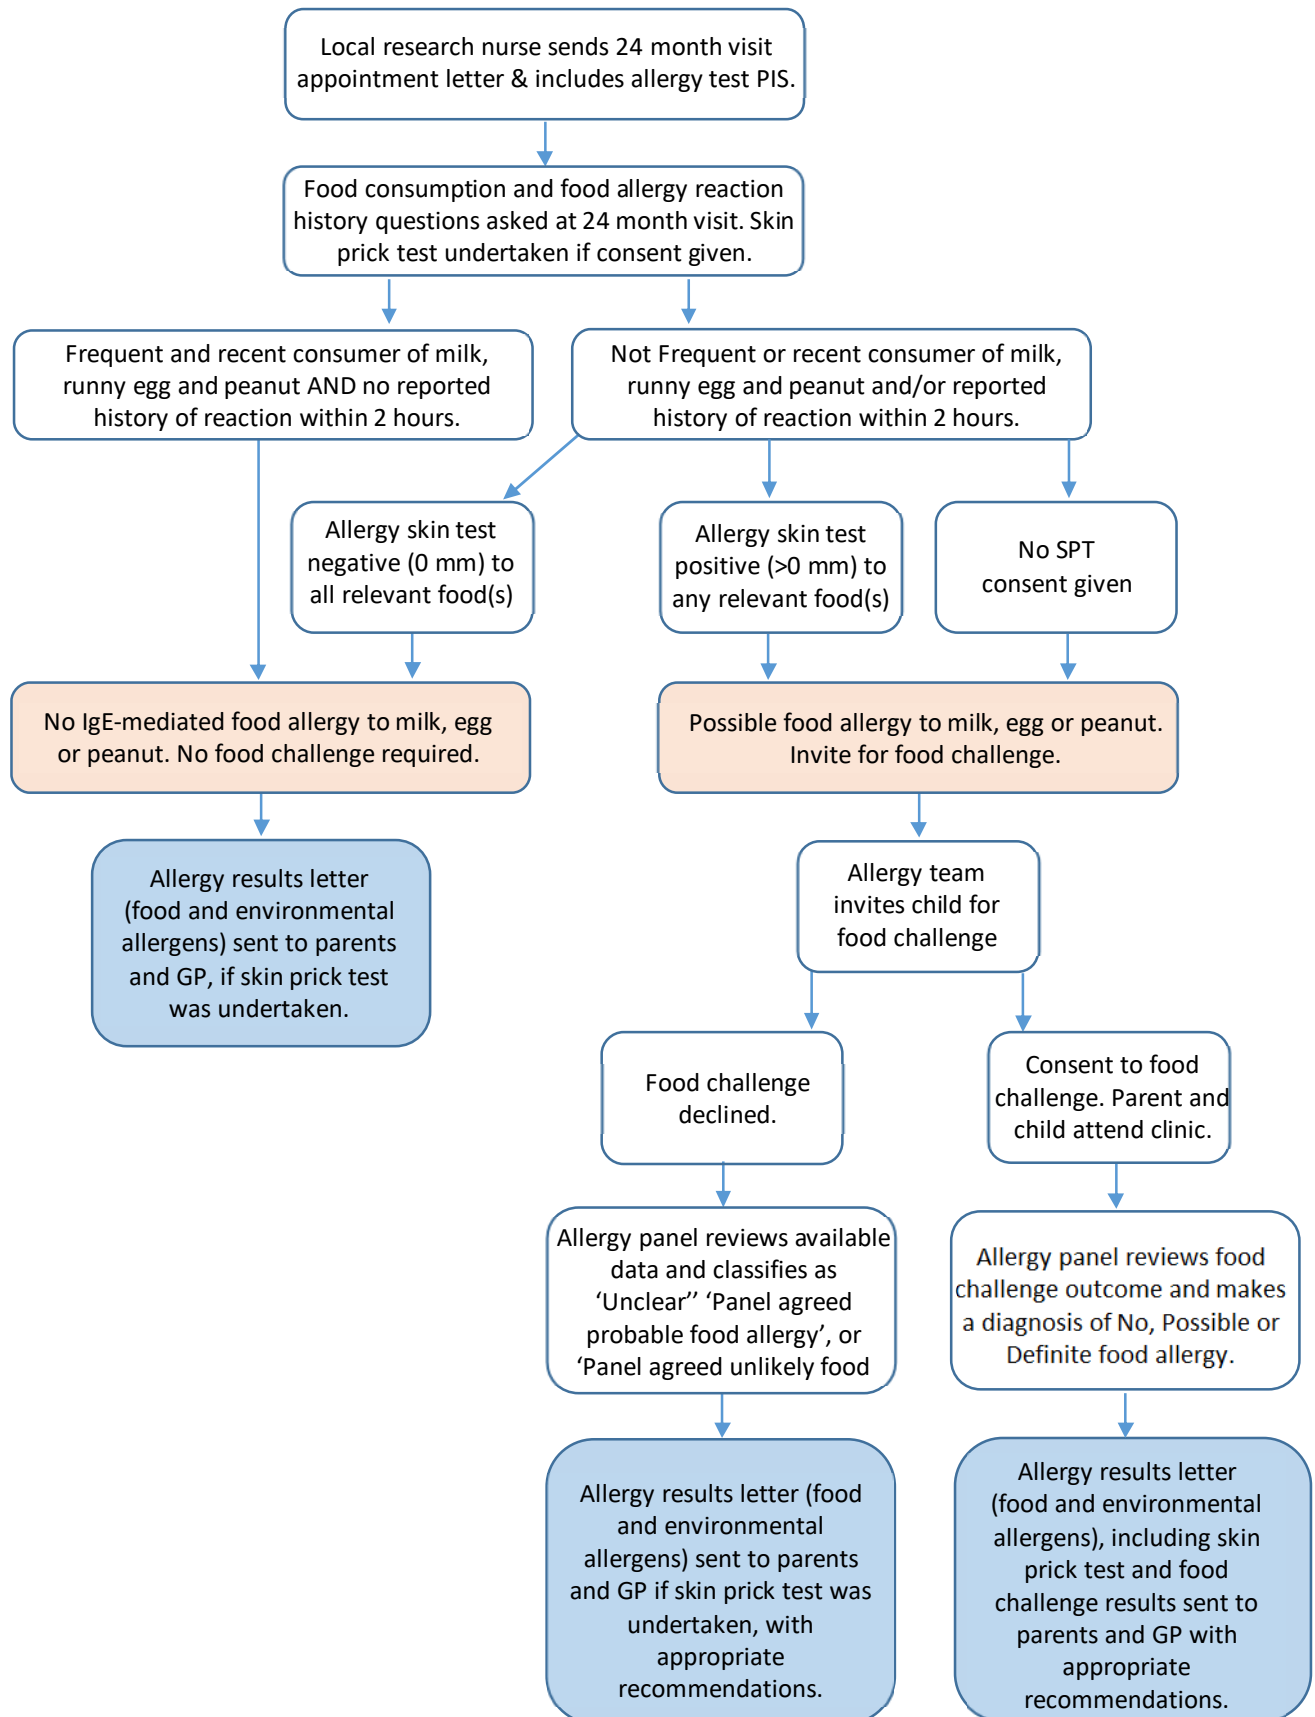 Local research nurse sends 24 month visit
appointment letter & includes allergy test PIS.
Food consumption and food allergy reaction
history questions asked at 24 month visit. Skin
prick test undertaken if consent given.
Frequent and recent consumer of milk,
runny egg and peanut AND no reported
history of reaction within 2 hours.
Not Frequent or recent consumer of milk,
runny egg and peanut and/or reported
history of reaction within 2 hours.
Allergy skin test
negative (0 mm) to
all relevant food(s)
Allergy skin test
positive (>0 mm) to
any relevant food(s)
No SPT
consent given
No IgE-mediated food allergy to milk, egg
or peanut. No food challenge required.
Possible food allergy to milk, egg or peanut.
Invite for food challenge.
Allergy results letter
(food and environmental
allergens) sent to parents
and GP, if skin prick test
was undertaken.
Allergy team
invites child for
food challenge
Food challenge
declined.
Consent to food
challenge. Parent and
child attend clinic.
Allergy panel reviews available
data and classifies as
‘Unclear’’ ‘Panel agreed
probable food allergy’, or
‘Panel agreed unlikely food
Allergy panel reviews food
challenge outcome and makes
a diagnosis of No, Possible or
Definite food allergy.
Allergy results letter (food
and environmental
allergens) sent to parents
and GP if skin prick test was
undertaken, with
appropriate
recommendations.
Allergy results letter
(food and environmental
allergens), including skin
prick test and food
challenge results sent to
parents and GP with
appropriate
recommendations.